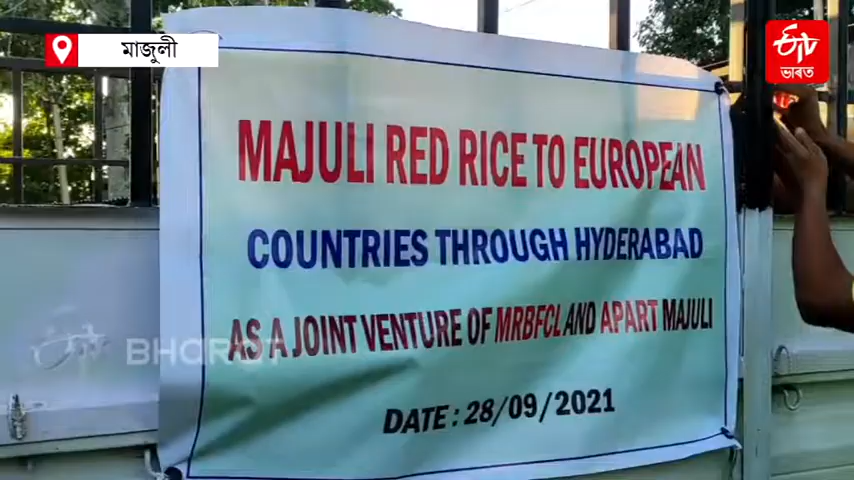 মাজুলী
ETV
ভাৰত
MAJULI RED RICE TO EUROPEAN
COUNTRIES THROUGH HYDERABAD
AS A JOINT VENTURE OF MRBFCL AND APART MAJULI
DATE : 28/09/2021
ETV BHARAT